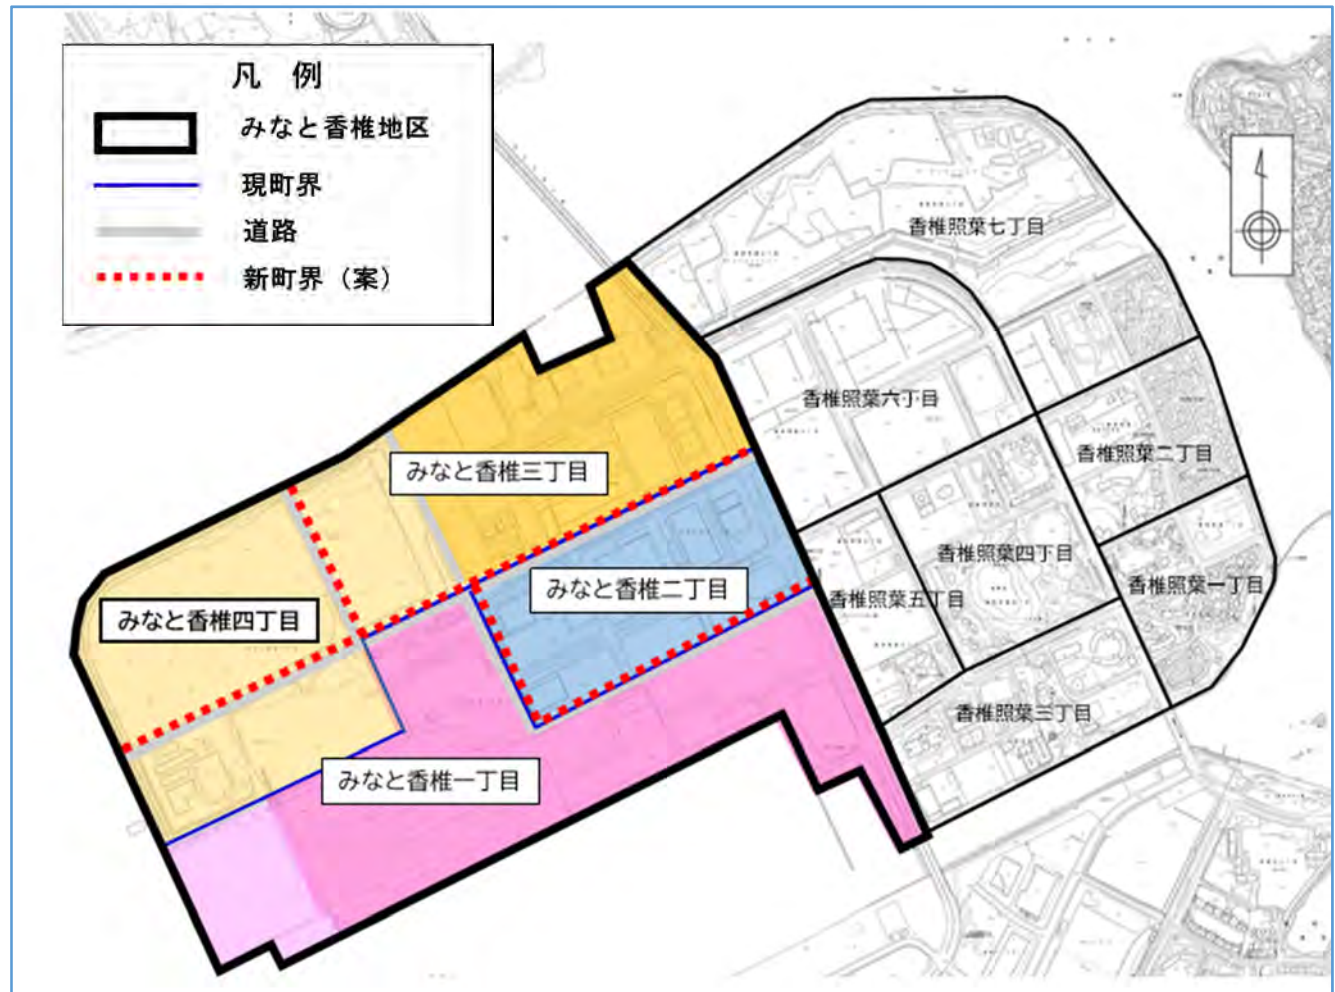 凡 例
みなと香椎地区
現町界
道路
新町界（案）
香椎照葉七丁目
香椎照葉六丁目
香椎照葉二丁目
みなと香椎三丁目
香椎照葉四丁目
みなと香椎二丁目
香椎照葉一丁目
香椎照葉五丁目
みなと香椎四丁目
香椎照葉三丁目
みなと香椎一丁目